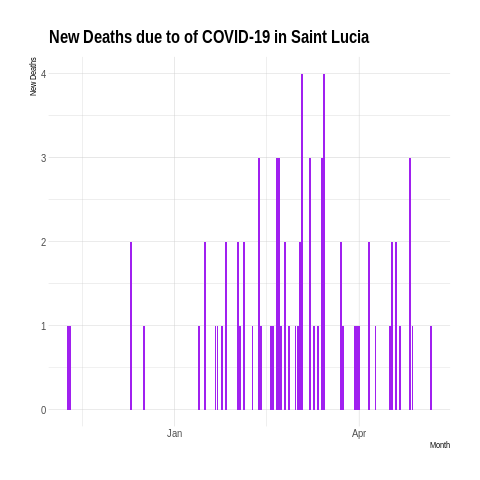 New Deaths due to of COVID-19 in Saint Lucia
New Deaths
4
3
2
1
0
Jan
Apr
Month